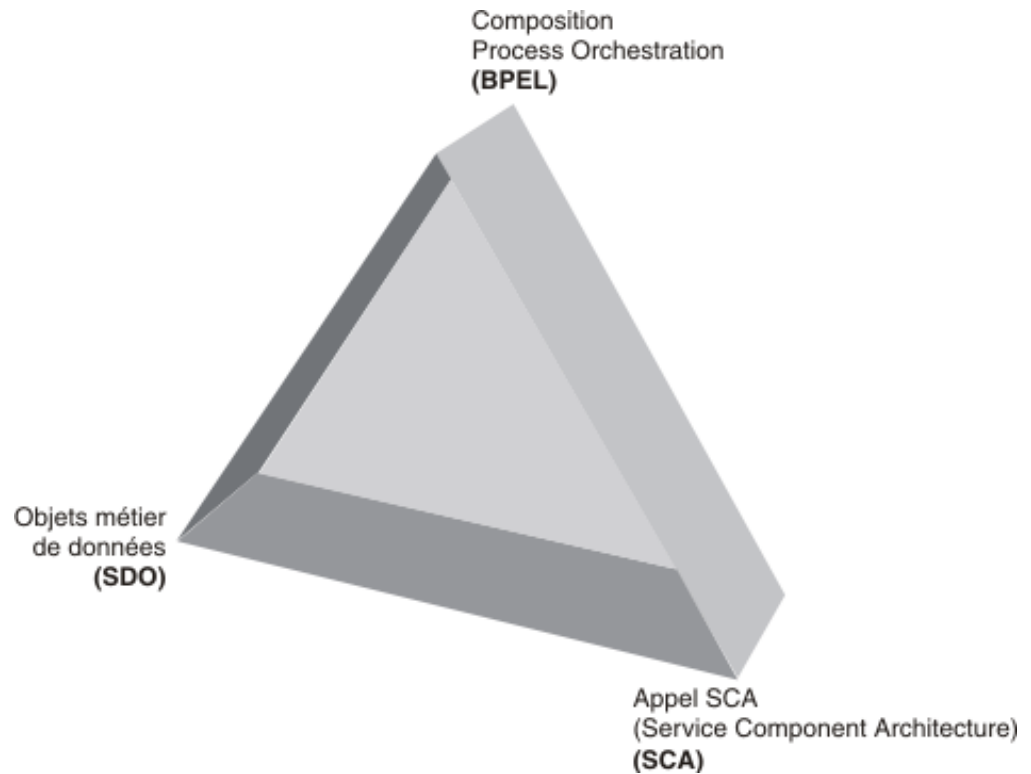 Composition
Process Orchestration
(BPEL)
Objets métier
de données
(SDO)
Appel SCA
(Service Component Architecture)
(SCA)